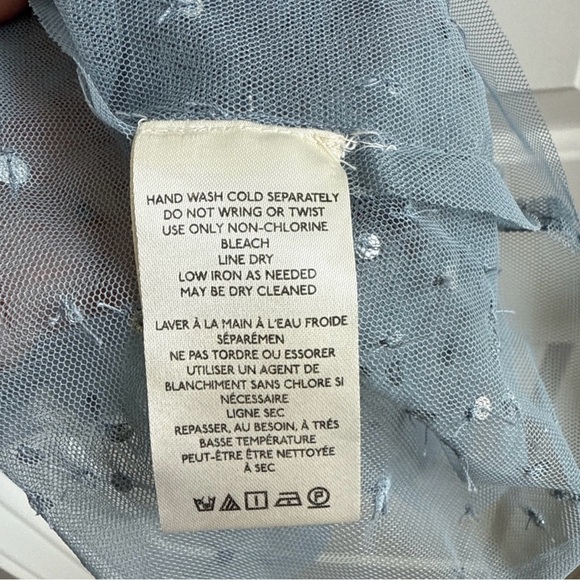 HAND WASH COLD SEPARATELY
DO NOT WRING OR TWIST
USE ONLY NON-CHLORINE
BLEACH
LINE DRY
LOW IRON AS NEEDED
MAY BE DRY CLEANED
LAVER À LA MAIN À L'EAU FROIDE
SÉPARÉMEN
NE PAS TORDRE OU ESSORER
UTILISER UN AGENT DE
BLANCHIMENT SANS CHLORE SI
NÉCESSAIRE
LIGNE SEC
REPASSER, AU BESOIN, À TRÉS
BASSE TEMPÉRATURE
PEUT-ÊTRE ÊTRE NETTOYÉE
À SEC
P